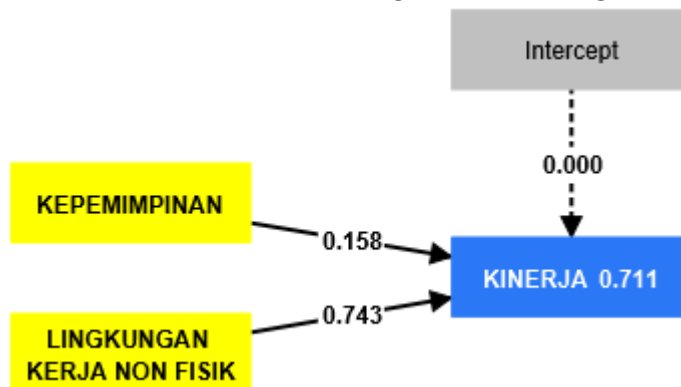 Intercept
0.000
KEPEMIMPINAN
0.158
KINERJA 0.711
0.743
LINGKUNGAN
KERJA NON FISIK